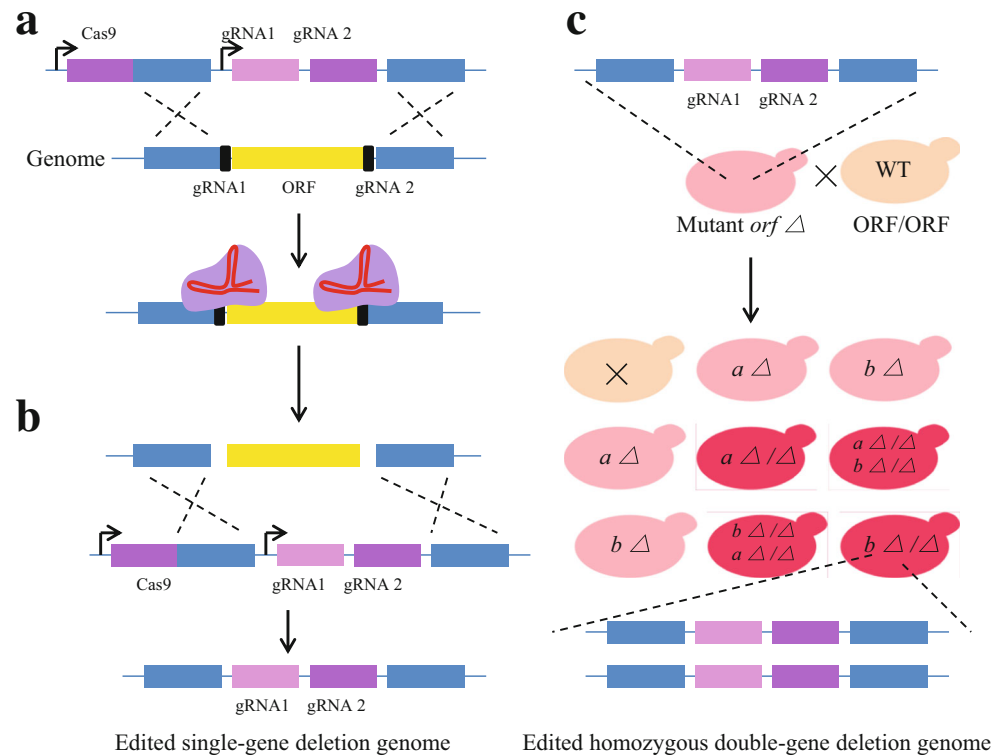 a
Cas9
gRNA1
gRNA 2
Genome
gRNA1
ORF
gRNA 2
b
Cas9
gRNA1
gRNA 2
gRNA1
gRNA 2
Edited single-gene deletion genome
c
gRNA1
gRNA 2
×
WT
Mutant orf △
ORF/ORF
×
a △
b △
a △
a △/△
a △/△
b △/△
b △
b △/△
a △/△
b △/△
Edited homozygous double-gene deletion genome